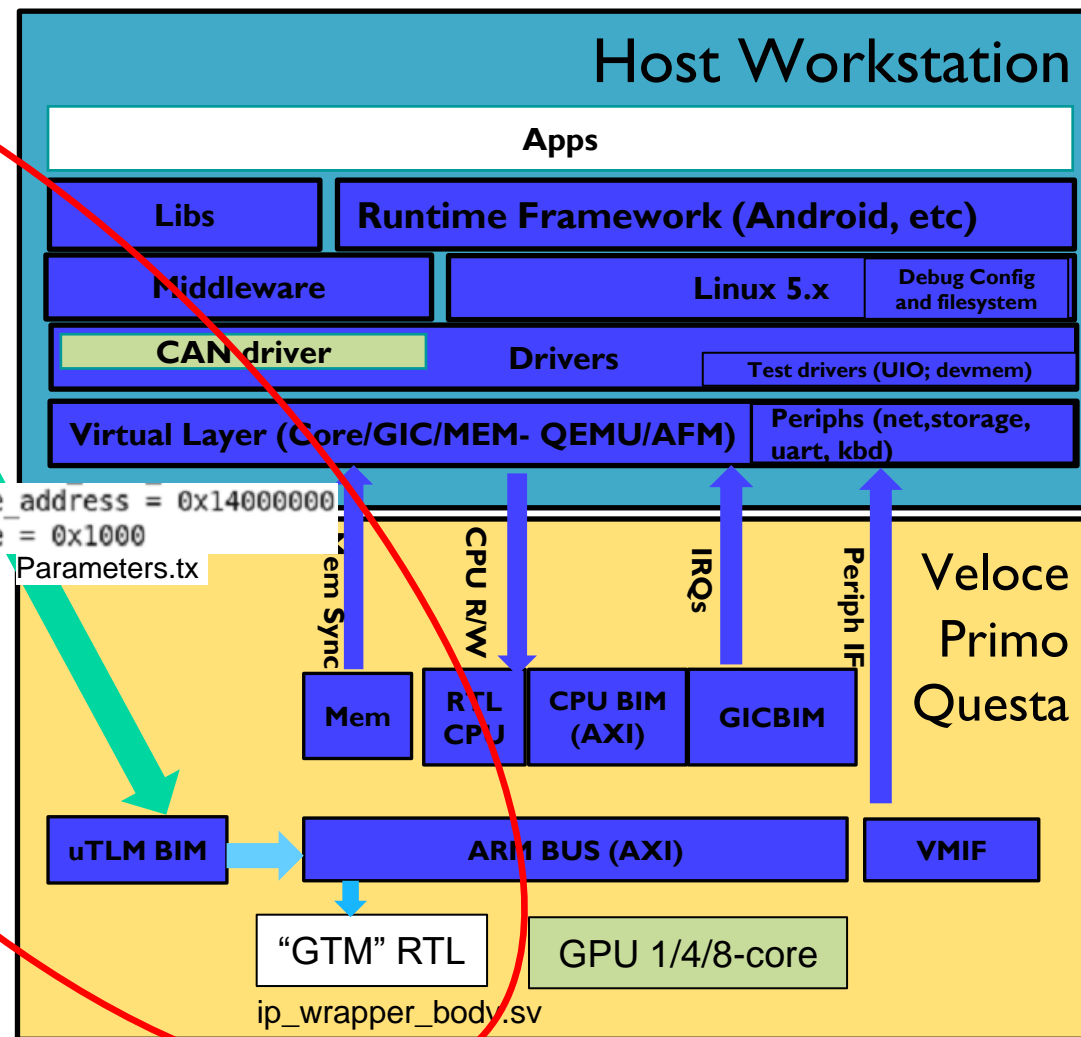 Host Workstation
Apps
Libs
Runtime Framework (Android, etc)
Middleware
Linux 5.x
Debug Config
and filesystem
CAN driver
Drivers
Test drivers (UIO; devmem)
Virtual Layer (Core/GIC/MEM- QEMU/AFM)
Periphs (net,storage,
uart, kbd)
e_address = 0x14000000
e = 0x1000
Parameters.tx
Mem Sync
CPU R/W
IRQs
Periph IF
Veloce
Primo
Questa
Mem
RTL
CPU
CPU BIM
(AXI)
GICBIM
uTLM BIM
ARM BUS (AXI)
VMIF
“GTM” RTL
GPU 1/4/8-core
ip_wrapper_body.sv